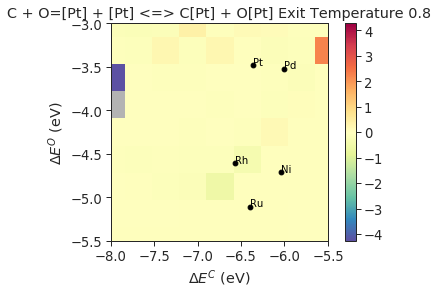 C + O=[Pt] + [Pt] <=> C[Pt] + O[Pt] Exit Temperature 0.8
−3.0
−3.5
−4.0
−4.5
−5.0
−5.5
ΔE^O (eV)
Pt
Pd
Rh
Ni
Ru
−8.0 −7.5 −7.0 −6.5 −6.0 −5.5
ΔE^C (eV)
4
3
2
1
0
−1
−2
−3
−4